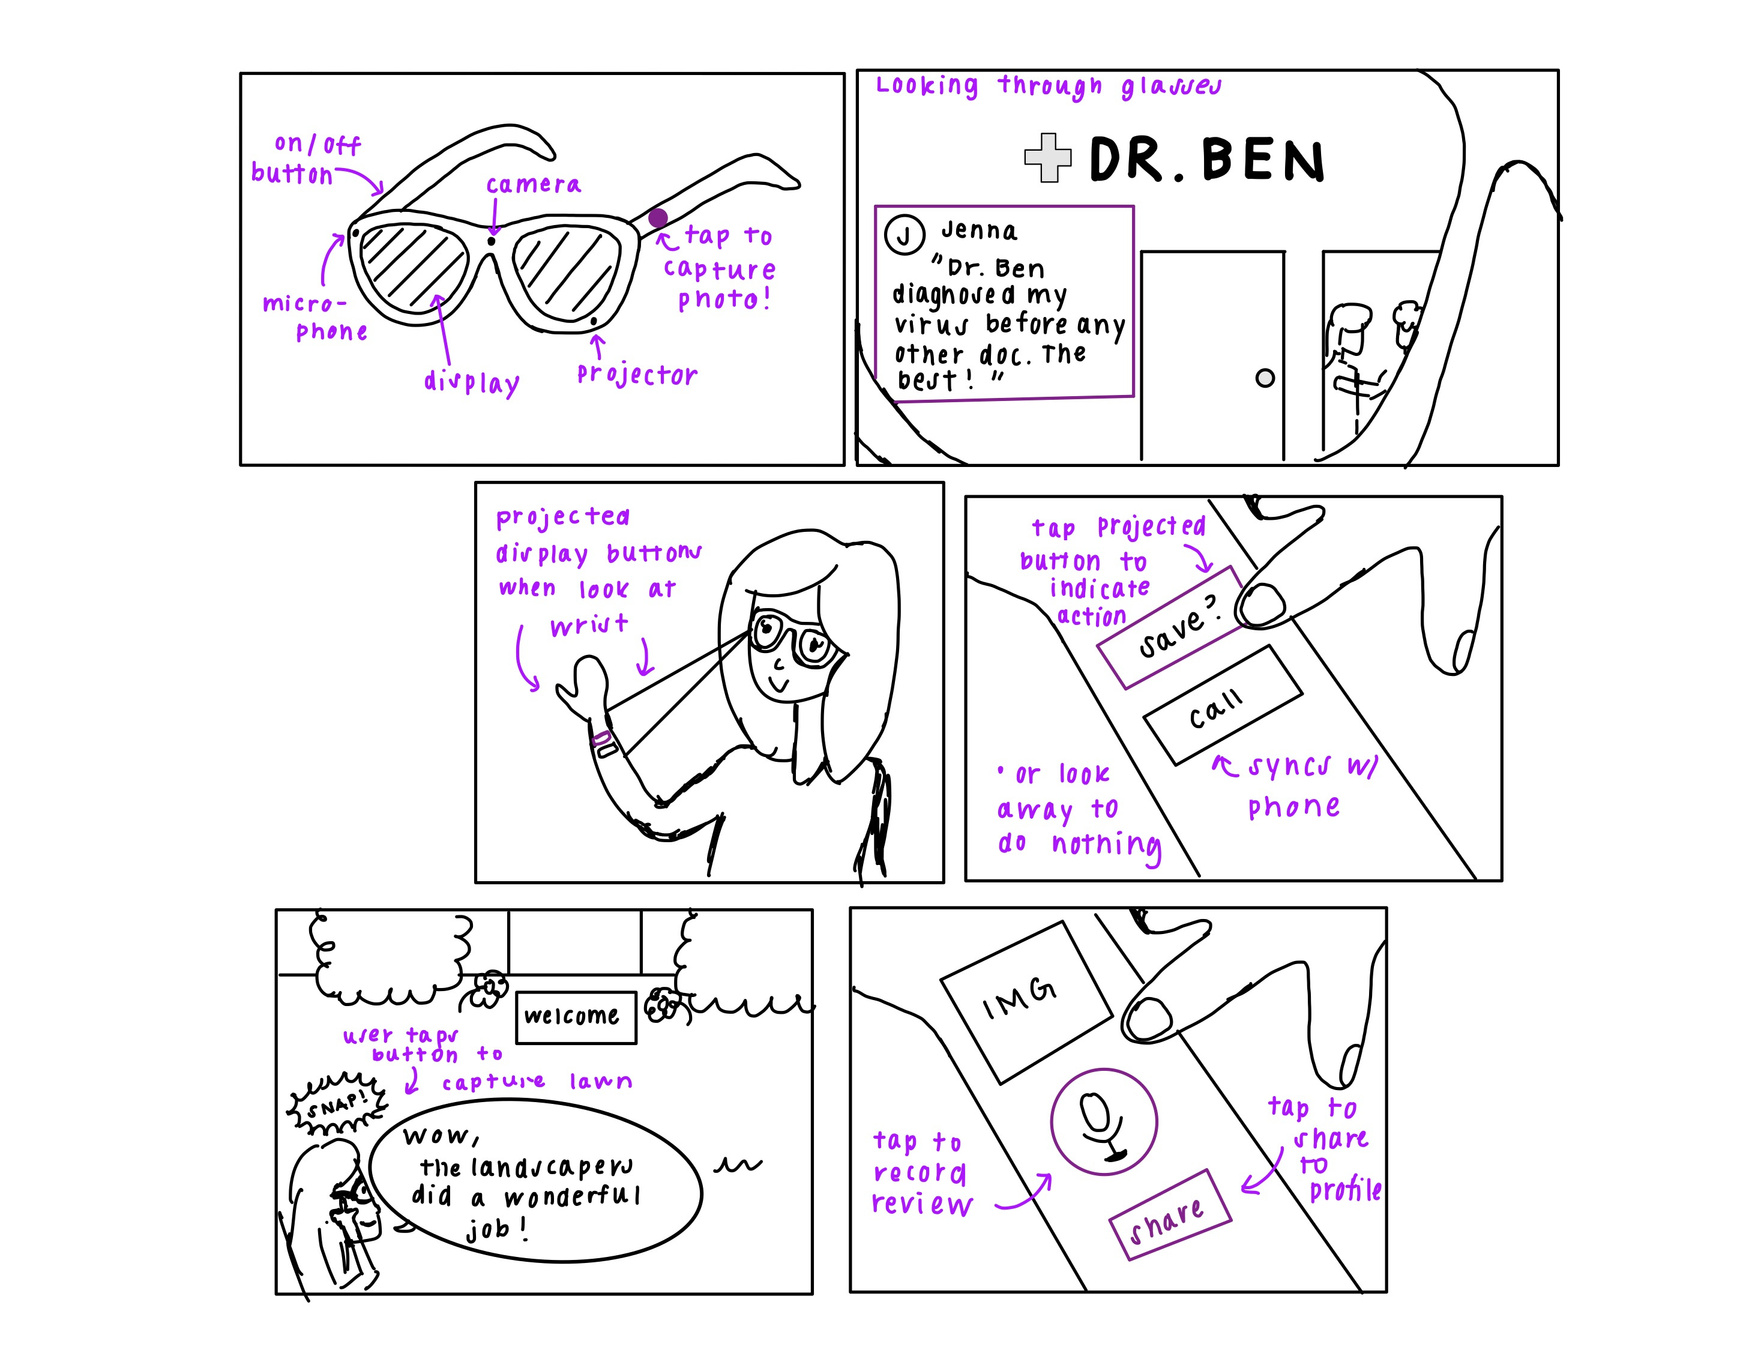 on/off
button
camera
tap to
capture
photo!
micro-
phone
display
projector
Looking through glasses
DR. BEN
J Jenna
"Dr. Ben
diagnosed my
virus before any
other doc. The
best! "
projected
display buttons
when look at
wrist
tap projected
button to
indicate
action
save?
call
syncs w/
phone
• or look
away to
do nothing
welcome
user taps
button to
capture lawn
SNAP!
Wow,
the landscapers
did a wonderful
job!
IMG
tap to
record
review
tap to
share
to
profile
share